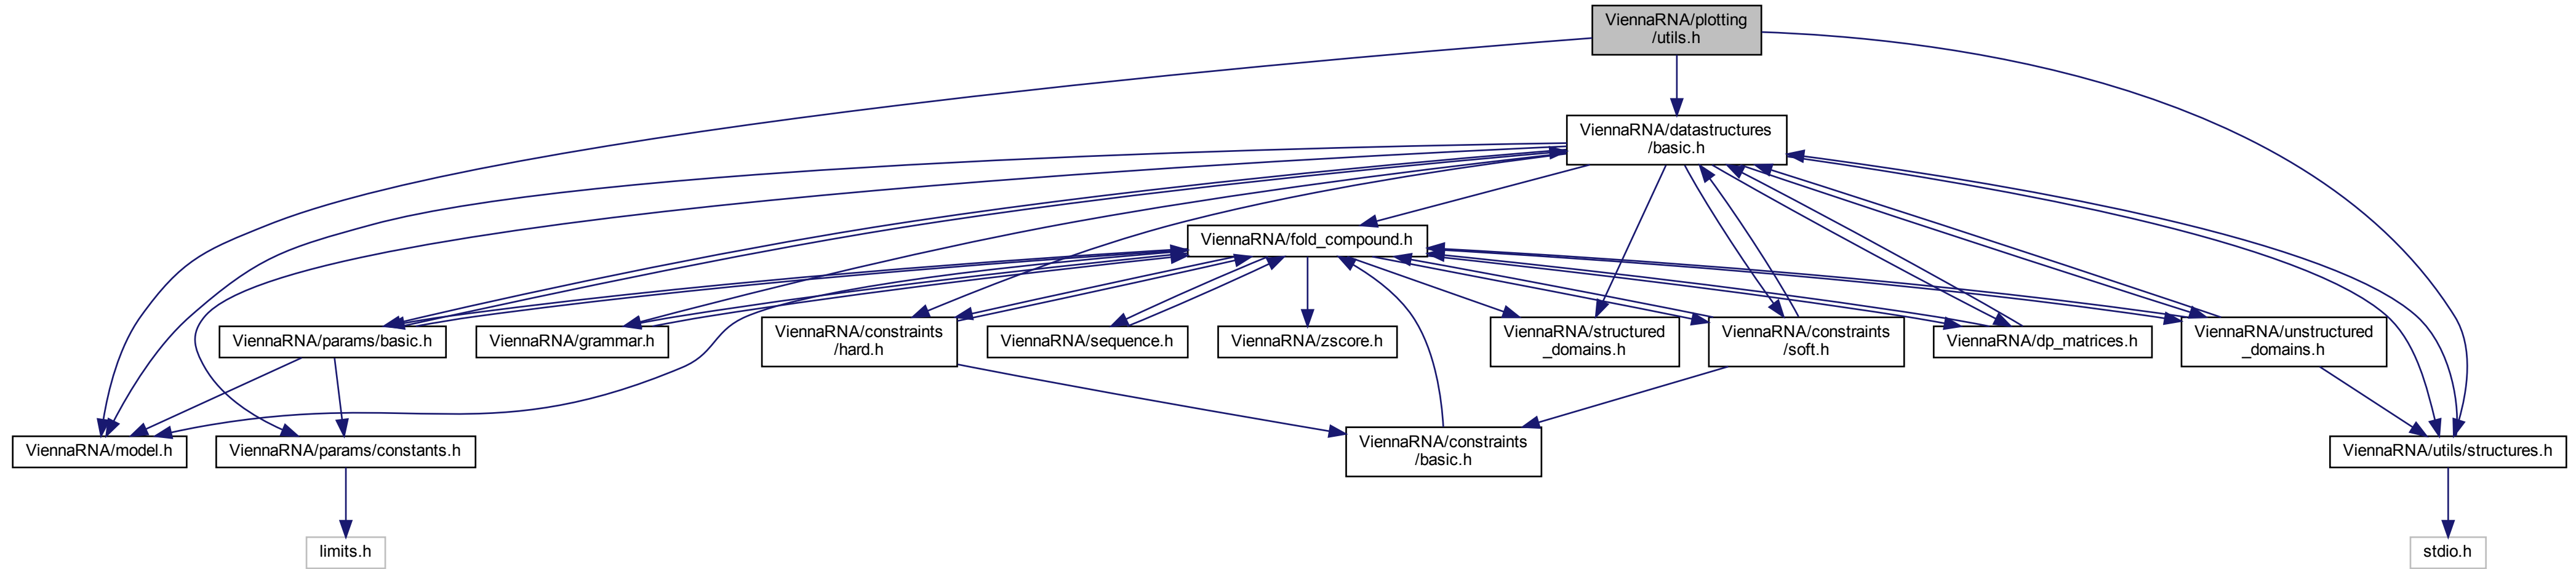 ViennaRNA/plotting
/utils.h
ViennaRNA/datastructures
/basic.h
ViennaRNA/fold_compound.h
ViennaRNA/params/basic.h
ViennaRNA/grammar.h
ViennaRNA/constraints
/hard.h
ViennaRNA/sequence.h
ViennaRNA/zscore.h
ViennaRNA/structured
_domains.h
ViennaRNA/constraints
/soft.h
ViennaRNA/dp_matrices.h
ViennaRNA/unstructured
_domains.h
ViennaRNA/model.h
ViennaRNA/params/constants.h
ViennaRNA/constraints
/basic.h
ViennaRNA/utils/structures.h
limits.h
stdio.h